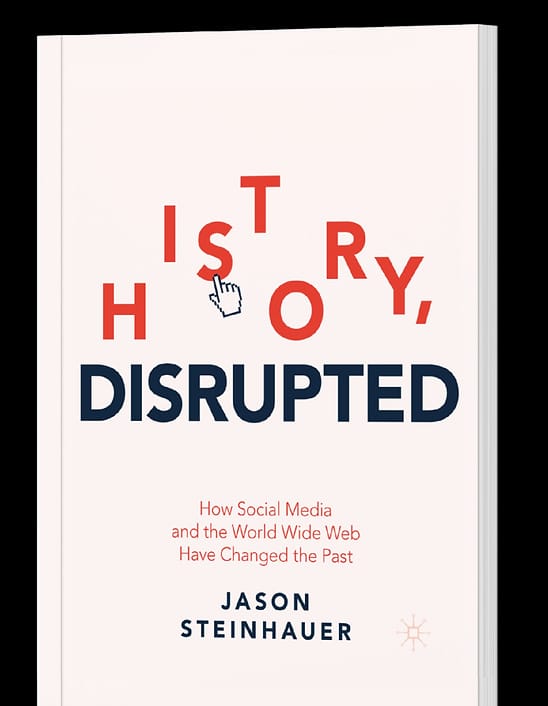 HISTORY,
DISRUPTED
How Social Media
and the World Wide Web
Have Changed the Past
JASON
STEINHAUER